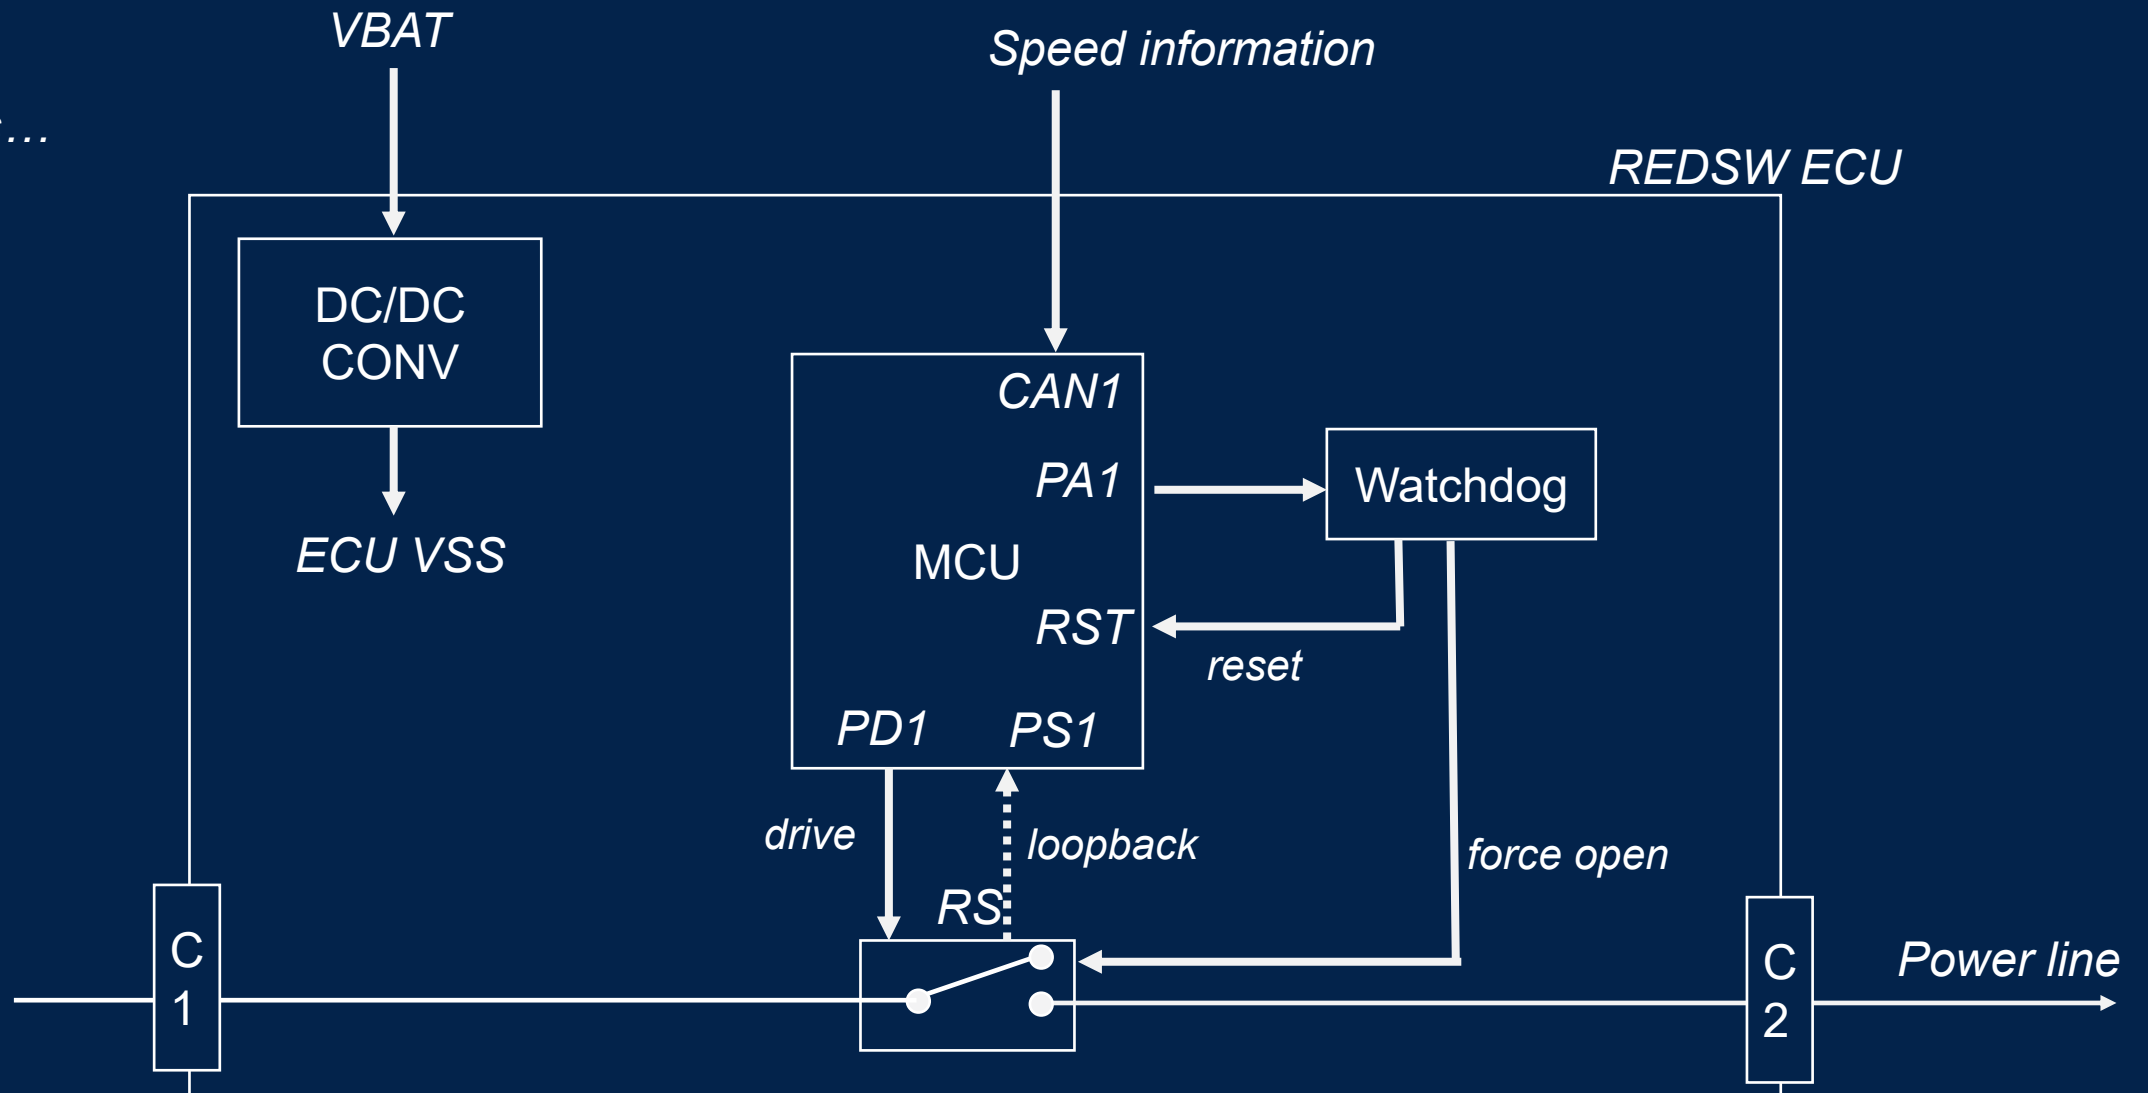 VBAT
Speed information
...
REDSW ECU
DC/DC
CONV
CAN1
PA1
Watchdog
ECU VSS
MCU
RST
reset
PD1
PS1
drive
loopback
force open
RS
C
1
C
2
Power line